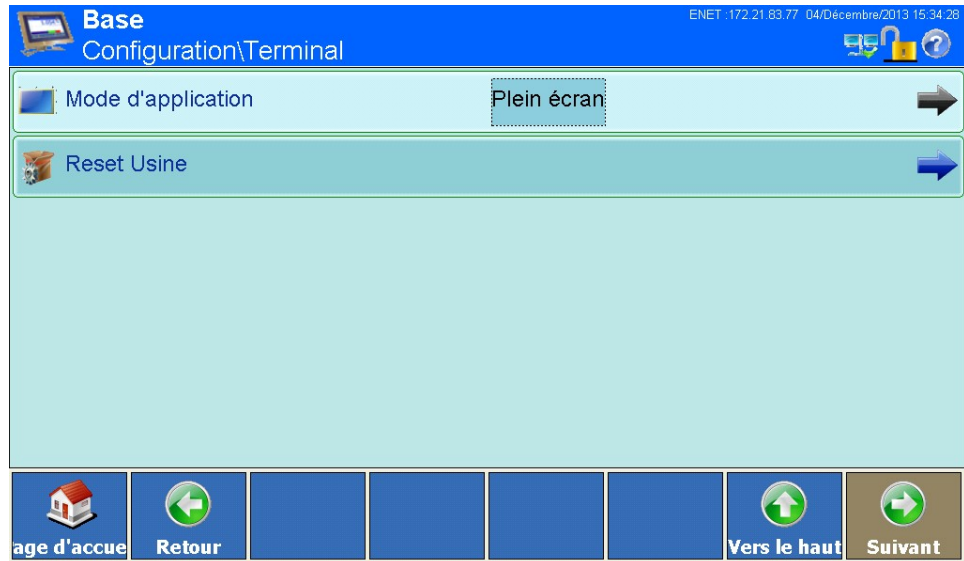 Base
ENET :172.21.83.77 04/Décembre/2013 15:34:28
Configuration\Terminal
Mode d'application Plein écran
Reset Usine
age d'accue Retour Vers le haut Suivant